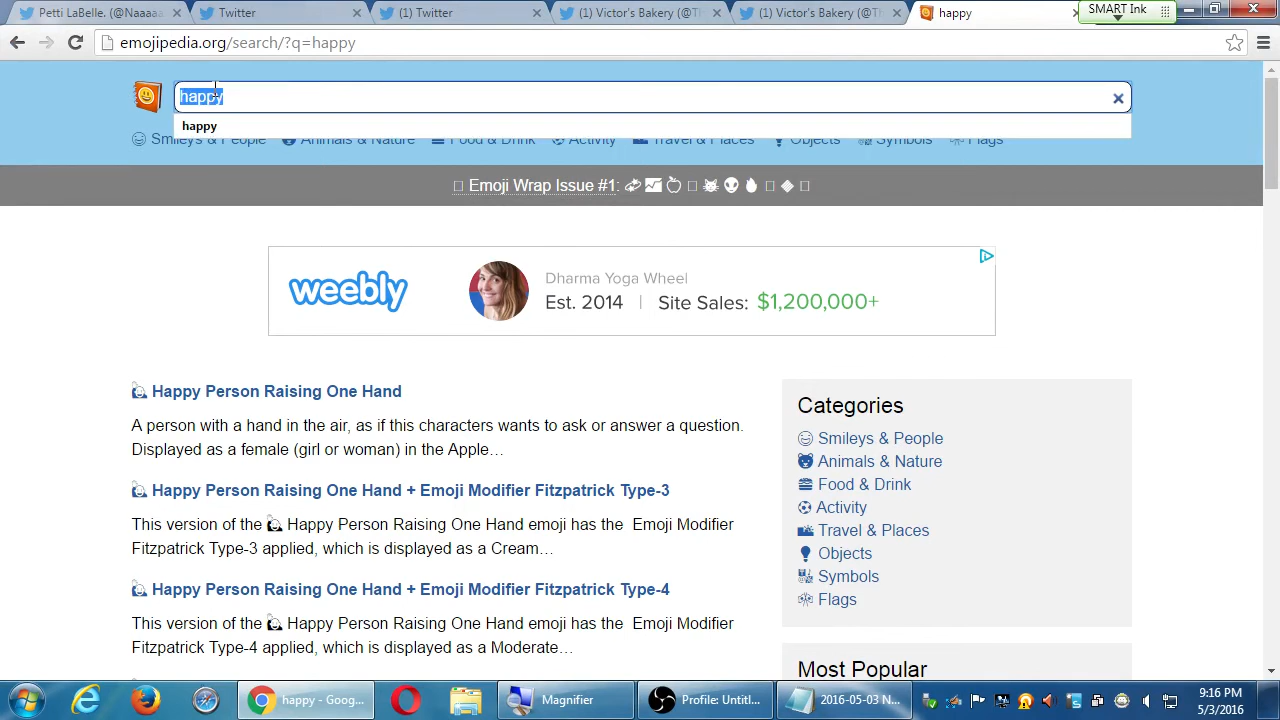 Petti LaBelle. (@Naaaa
Twitter
(1) Twitter
(1) Victor's Bakery (@Th
(1) Victor's Bakery (@Th
happy
SMART Ink
emojipedia.org/search/?q=happy
happy
happy
Smileys & People
Animals & Nature
Food & Drink
Activity
Travel & Places
Objects
Symbols
Flags
Emoji Wrap Issue #1:
weebly
Dharma Yoga Wheel
Est. 2014 | Site Sales: $1,200,000+
Happy Person Raising One Hand
A person with a hand in the air, as if this characters wants to ask or answer a question.
Displayed as a female (girl or woman) in the Apple…
Happy Person Raising One Hand + Emoji Modifier Fitzpatrick Type-3
This version of the Happy Person Raising One Hand emoji has the Emoji Modifier
Fitzpatrick Type-3 applied, which is displayed as a Cream…
Happy Person Raising One Hand + Emoji Modifier Fitzpatrick Type-4
This version of the Happy Person Raising One Hand emoji has the Emoji Modifier
Fitzpatrick Type-4 applied, which is displayed as a Moderate…
Categories
Smileys & People
Animals & Nature
Food & Drink
Activity
Travel & Places
Objects
Symbols
Flags
Most Popular
happy - Goog...
Magnifier
Profile: Untitl...
2016-05-03 N...
9:16 PM
5/3/2016